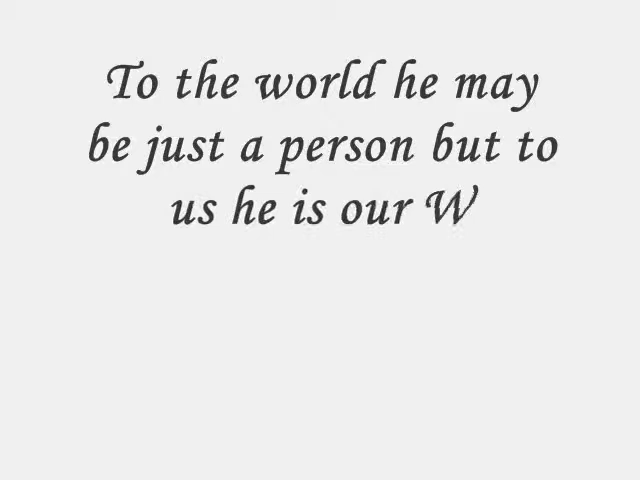 To the world he may
be just a person but to
us he is our W